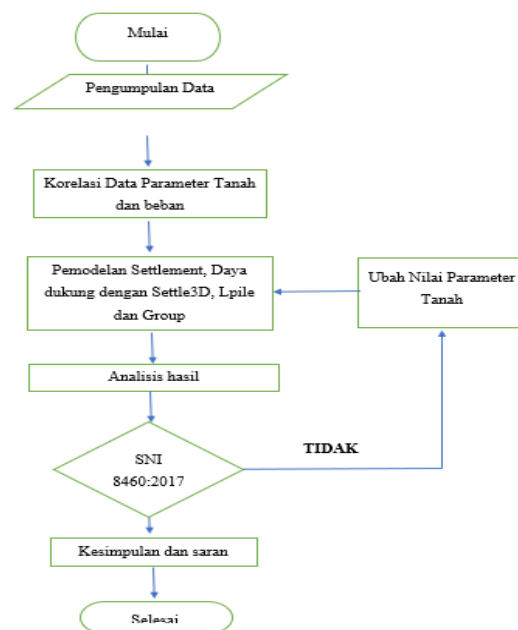 Mulai
Pengumpulan Data
Korelasi Data Parameter Tanah
dan beban
Pemodelan Settlement, Daya
dukung dengan Settle3D, Lpile
dan Group
Ubah Nilai Parameter
Tanah
Analisis hasil
SNI
8460:2017
TIDAK
Kesimpulan dan saran
Selesai